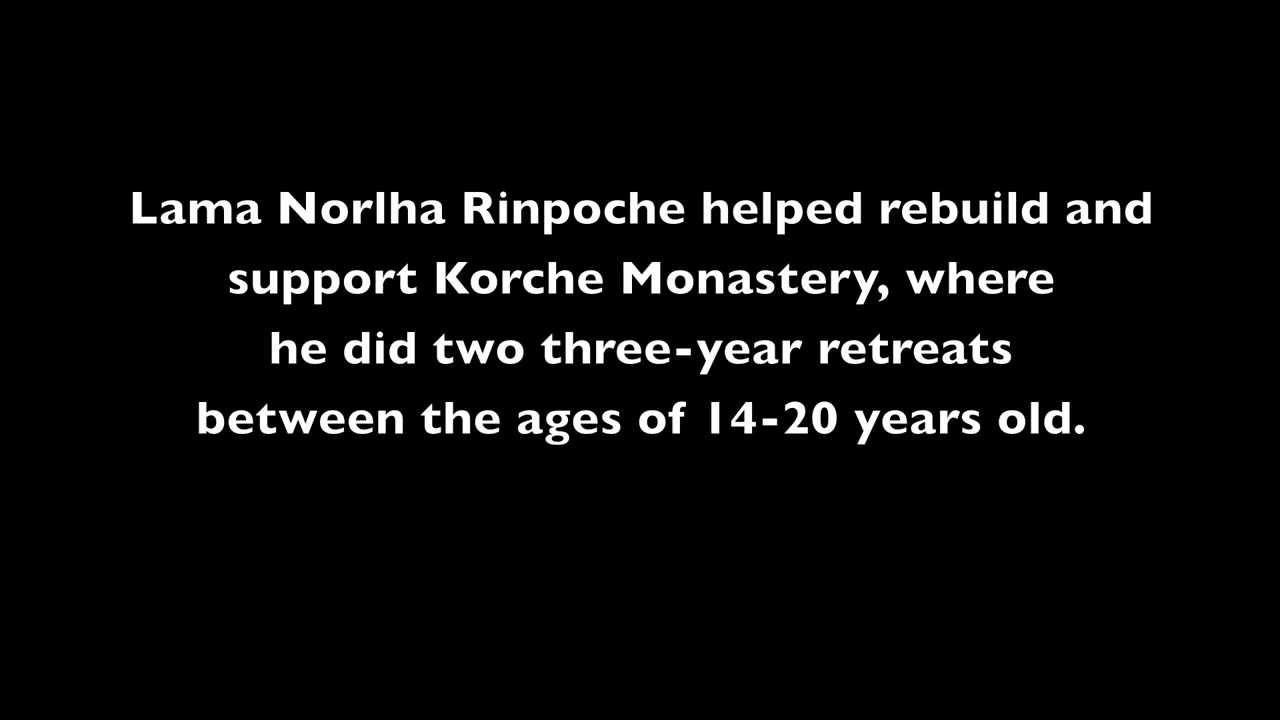 Lama Norlha Rinpoche helped rebuild and
support Korche Monastery, where
he did two three-year retreats
between the ages of 14-20 years old.